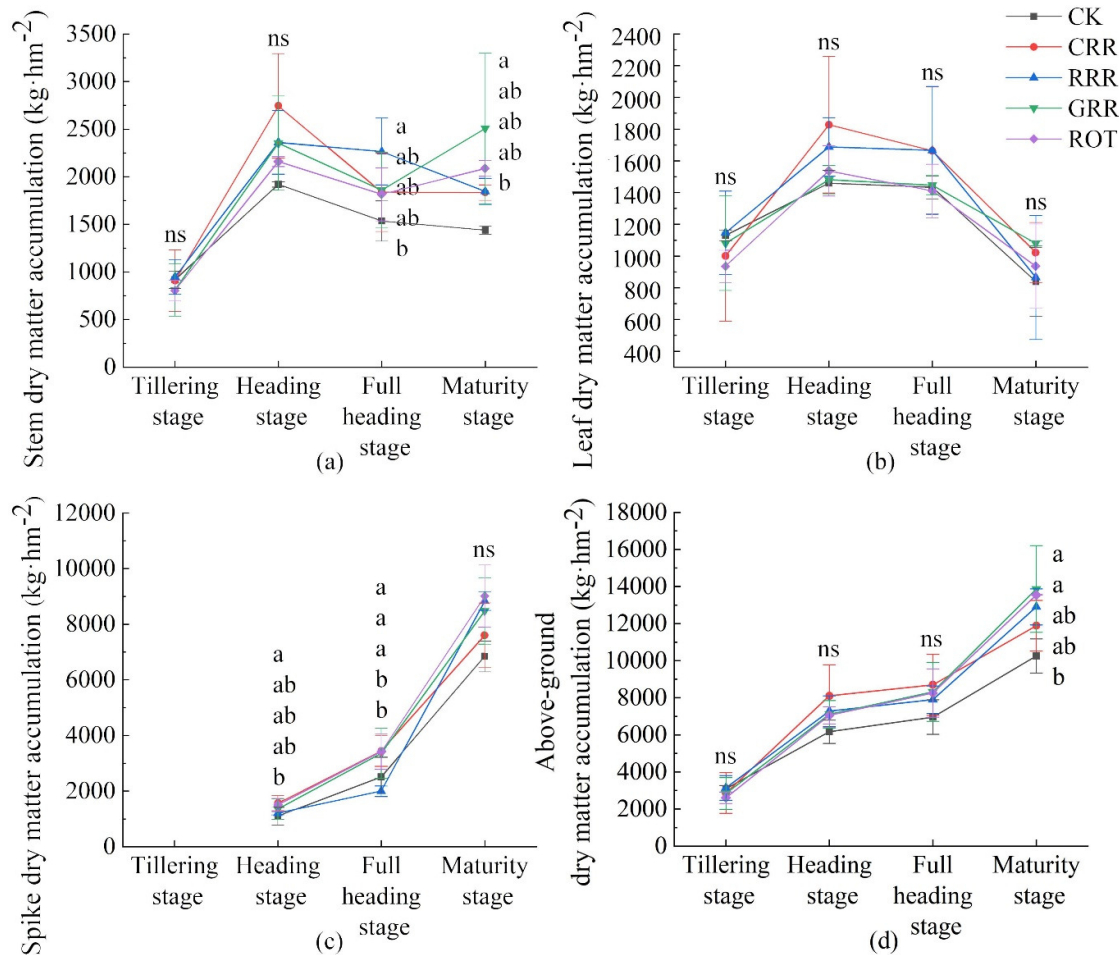 3500
3000
2500
2000
1500
1000
500
0
Stem dry matter accumulation (kg·hm⁻²)
ns
ns
a
ab
ab
ab
b
a
ab
ab
ab
b
Tillering stage
Heading stage
Full heading stage
Maturity stage
(a)
2400
2200
2000
1800
1600
1400
1200
1000
800
600
400
Leaf dry matter accumulation (kg·hm⁻²)
ns
ns
ns
ns
Tillering stage
Heading stage
Full heading stage
Maturity stage
(b)
CK
CRR
RRR
GRR
ROT
12000
10000
8000
6000
4000
2000
0
Spike dry matter accumulation (kg·hm⁻²)
a
ab
ab
ab
b
a
a
a
b
b
ns
Tillering stage
Heading stage
Full heading stage
Maturity stage
(c)
18000
16000
14000
12000
10000
8000
6000
4000
2000
0
Above-ground
dry matter accumulation (kg·hm⁻²)
ns
ns
ns
a
a
ab
ab
b
Tillering stage
Heading stage
Full heading stage
Maturity stage
(d)